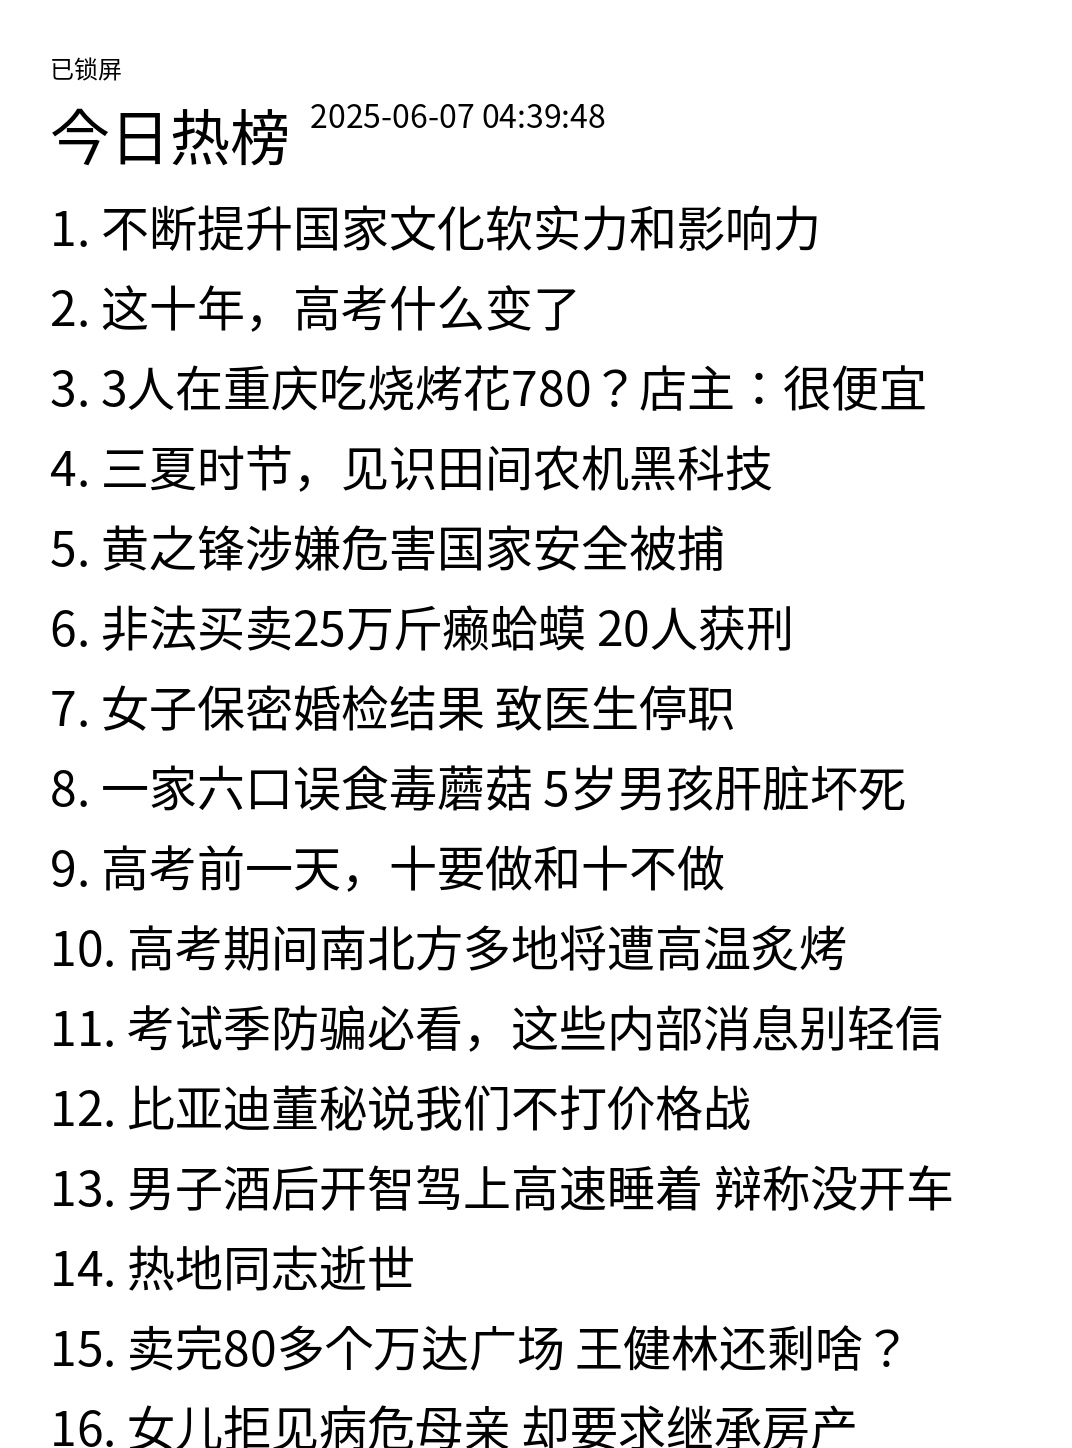 已锁屏
今日热榜 2025-06-07 04:39:48
1. 不断提升国家文化软实力和影响力
2. 这十年，高考什么变了
3. 3人在重庆吃烧烤花780？店主：很便宜
4. 三夏时节，见识田间农机黑科技
5. 黄之锋涉嫌危害国家安全被捕
6. 非法买卖25万斤癞蛤蟆 20人获刑
7. 女子保密婚检结果 致医生停职
8. 一家六口误食毒蘑菇 5岁男孩肝脏坏死
9. 高考前一天，十要做和十不做
10. 高考期间南北方多地将遭高温炙烤
11. 考试季防骗必看，这些内部消息别轻信
12. 比亚迪董秘说我们不打价格战
13. 男子酒后开智驾上高速睡着 辩称没开车
14. 热地同志逝世
15. 卖完80多个万达广场 王健林还剩啥？
16. 女儿拒见病危母亲 却要求继承房产